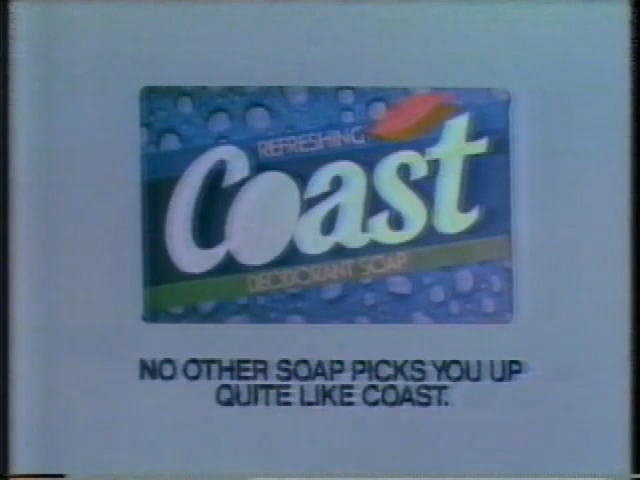 REFRESHING
Coast
DEODORANT SOAP
NO OTHER SOAP PICKS YOU UP
QUITE LIKE COAST.